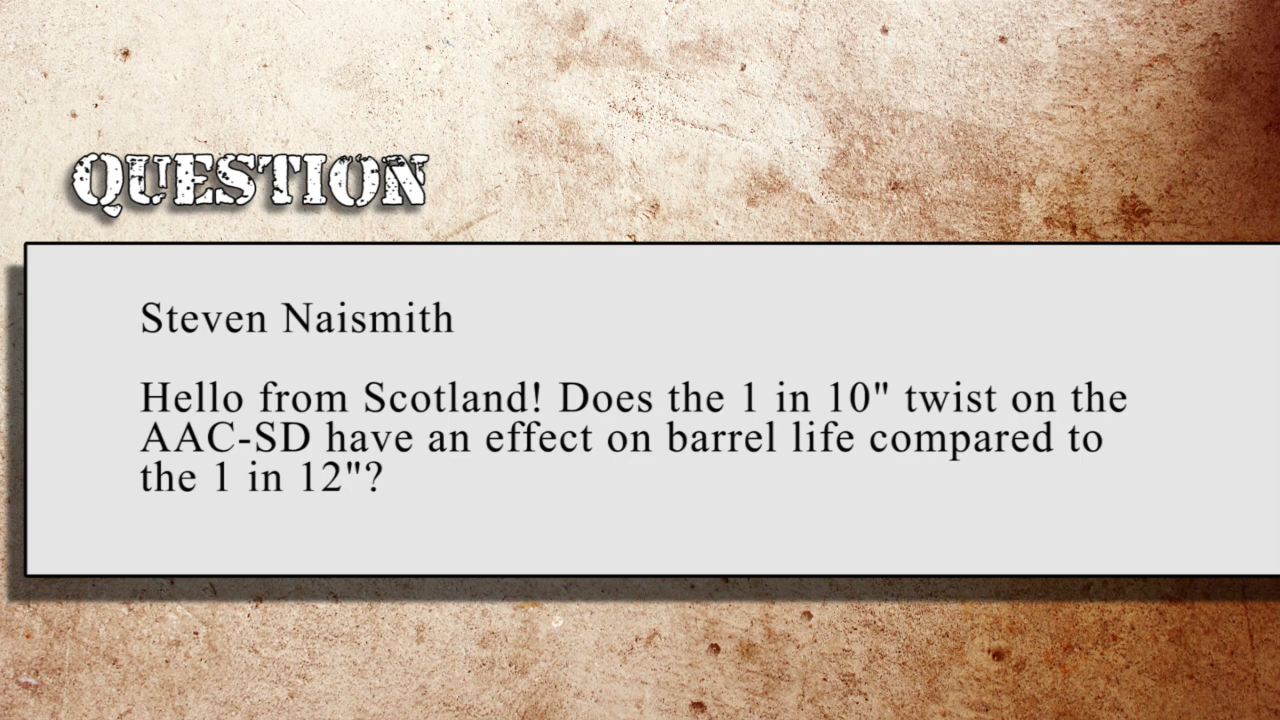 QUESTION
Steven Naismith
Hello from Scotland! Does the 1 in 10" twist on the
AAC-SD have an effect on barrel life compared to
the 1 in 12"?